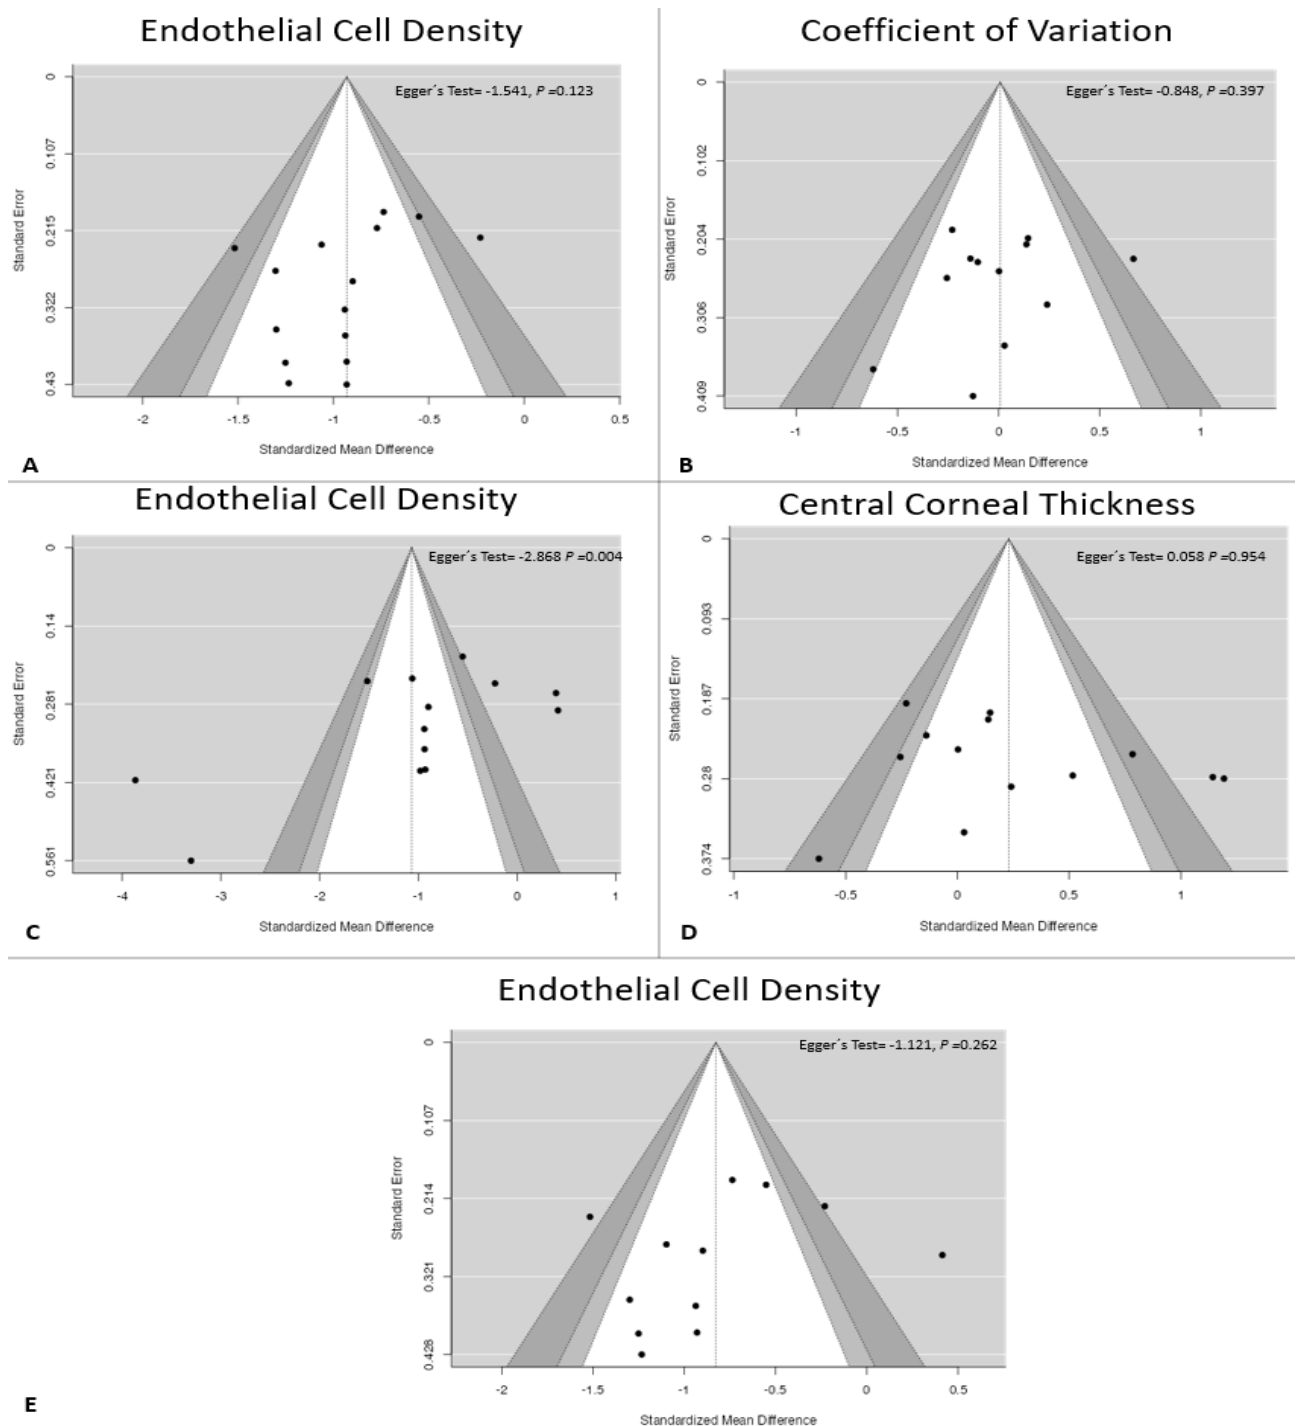 Endothelial Cell Density
Egger´s Test= -1.541, P =0.123
Standard Error
0
0.107
0.215
0.322
0.43
-2
-1.5
-1
-0.5
0
0.5
Standardized Mean Difference
A
Coefficient of Variation
Egger´s Test= -0.848, P =0.397
Standard Error
0
0.102
0.204
0.306
0.409
-1
-0.5
0
0.5
1
Standardized Mean Difference
B
Endothelial Cell Density
Egger´s Test= -2.868 P =0.004
Standard Error
0
0.14
0.281
0.421
0.561
-4
-3
-2
-1
0
1
Standardized Mean Difference
C
Central Corneal Thickness
Egger´s Test= 0.058 P =0.954
Standard Error
0
0.093
0.187
0.28
0.374
-1
-0.5
0
0.5
1
Standardized Mean Difference
D
Endothelial Cell Density
Egger´s Test= -1.121, P =0.262
Standard Error
0
0.107
0.214
0.321
0.428
-2
-1.5
-1
-0.5
0
0.5
Standardized Mean Difference
E